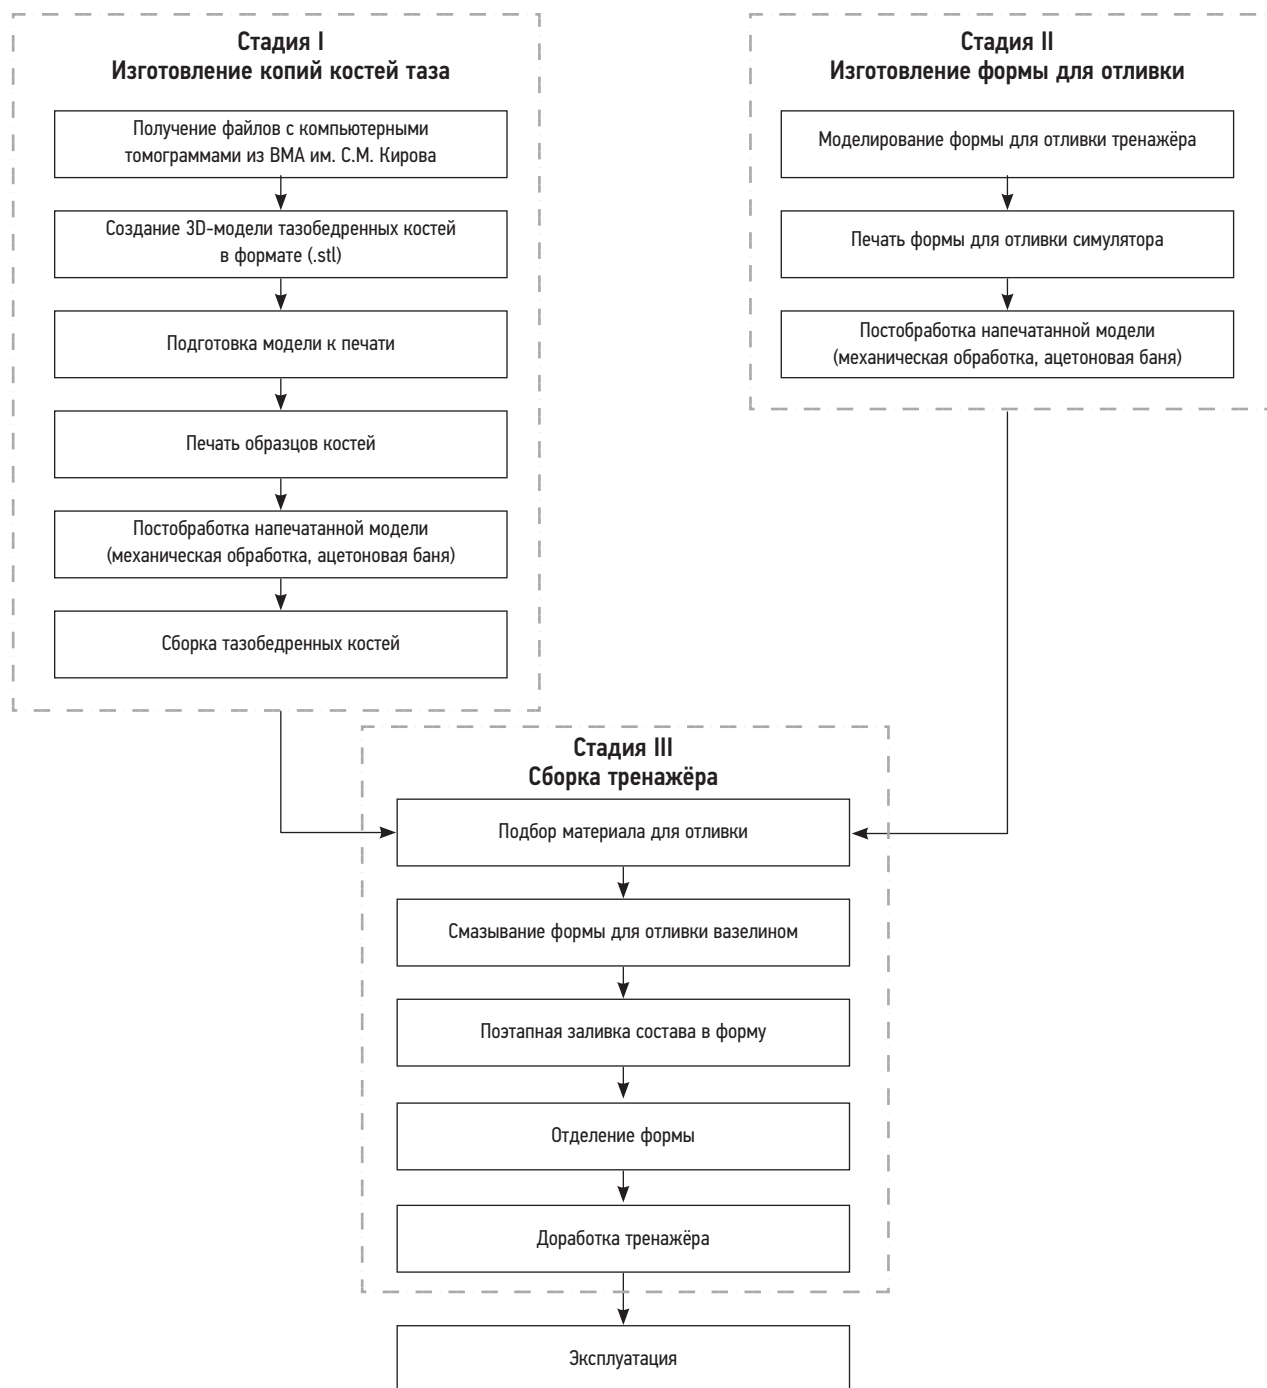 Стадия I
Изготовление копий костей таза
Получение файлов с компьютерными
томограммами из ВМА им. С.М. Кирова
Создание 3D-модели тазобедренных костей
в формате (.stl)
Подготовка модели к печати
Печать образцов костей
Постобработка напечатанной модели
(механическая обработка, ацетоновая баня)
Сборка тазобедренных костей
Стадия II
Изготовление формы для отливки
Моделирование формы для отливки тренажёра
Печать формы для отливки симулятора
Постобработка напечатанной модели
(механическая обработка, ацетоновая баня)
Стадия III
Сборка тренажёра
Подбор материала для отливки
Смазывание формы для отливки вазелином
Поэтапная заливка состава в форму
Отделение формы
Доработка тренажёра
Эксплуатация